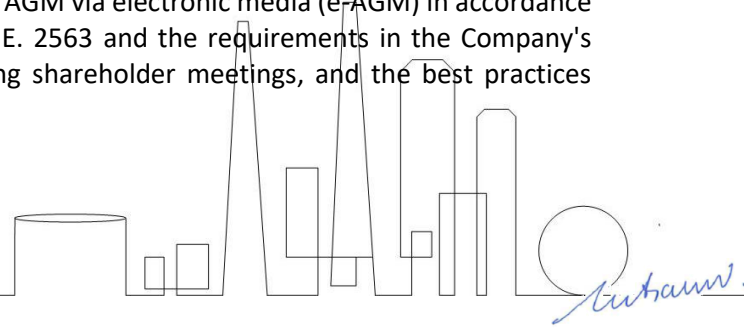 AGM via electronic media (e-AGM) in accordance
E. 2563 and the requirements in the Company's
ng shareholder meetings, and the best practices